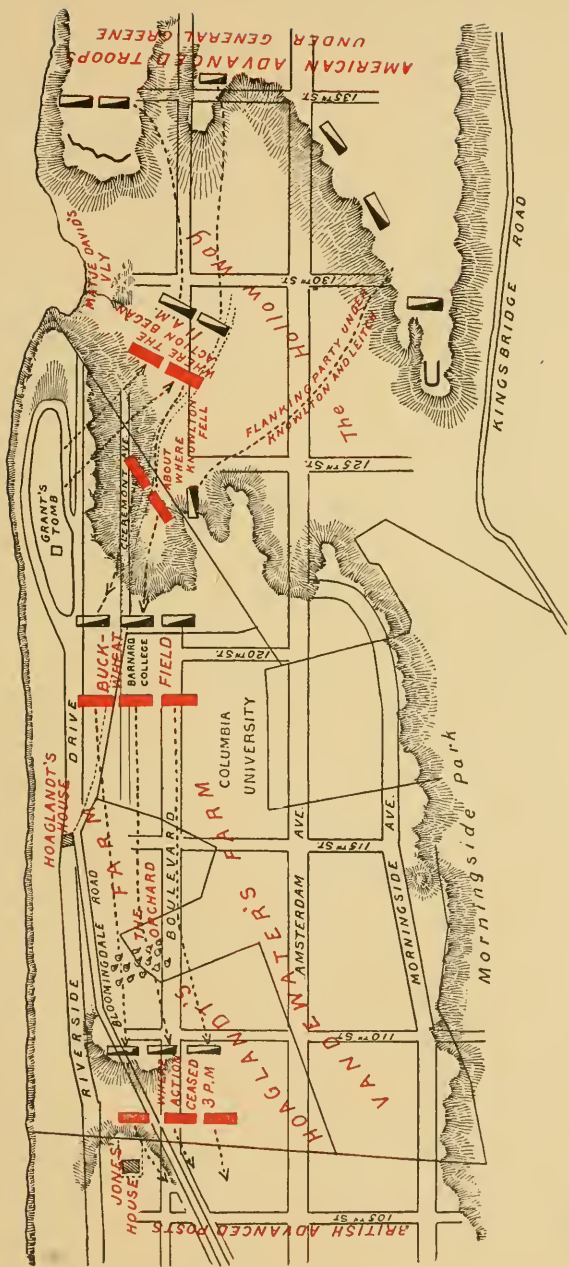 AMERICAN ADVANCED TROOPS
UNDER GENERAL GREENE
135TH ST.
MATJE DAVID'S
VLY
130TH ST.
The Hollow Way
WHERE THE
ACTION BEGAN
11 A.M.
FLANKING PARTY UNDER
KNOWLTON AND LEITCH
KINGSBRIDGE ROAD
GRANT'S
TOMB
CLEREMONT AVE.
ABOUT
WHERE
KNOWLTON
FELL
125TH ST.
BUCK-
WHEAT
FIELD
BARNARD
COLLEGE
120TH ST.
HOAGLANDT'S
HOUSE
RIVERSIDE DRIVE
BLOOMINGDALE ROAD
COLUMBIA
UNIVERSITY
THE
ORCHARD
BOULEVARD
HOAGLANDT'S FARM
VANDEWATER'S FARM
115TH ST.
AMSTERDAM AVE.
MORNINGSIDE AVE.
Morningside Park
110TH ST.
WHERE
ACTION
CEASED
3 P.M
JONES
HOUSE
105TH ST.
BRITISH ADVANCED POSTS